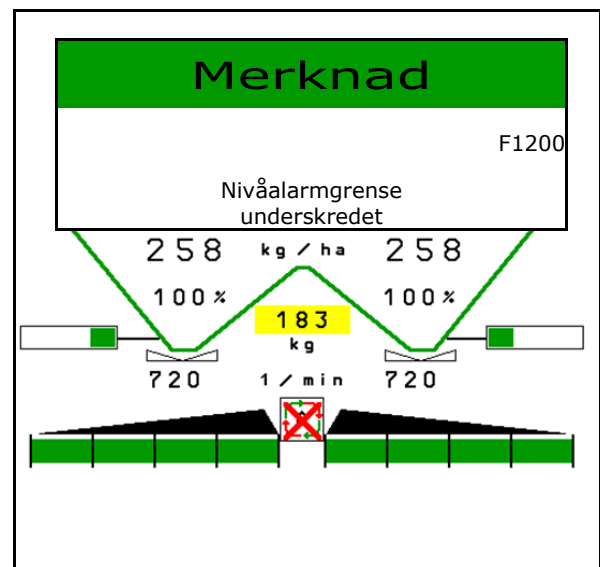 Merknad
F1200
Nivåalarmgrense
underskredet
258 kg/ha 258
100% 100%
183
kg
720 1/min 720